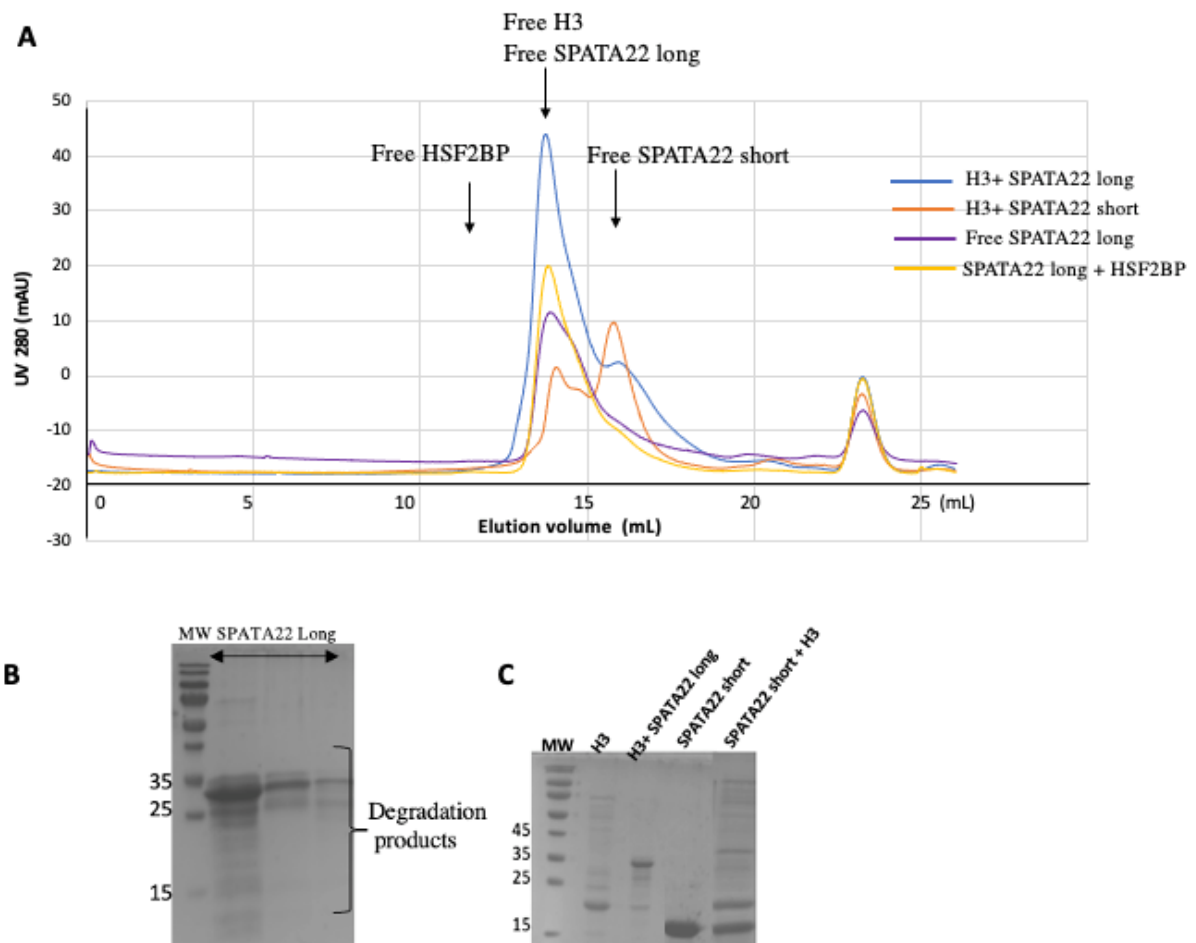 A
Free H3
Free SPATA22 long
Free HSF2BP
Free SPATA22 short
50
40
30
20
10
0
-10
-20
-30
UV 280 (mAU)
H3+ SPATA22 long
H3+ SPATA22 short
Free SPATA22 long
SPATA22 long + HSF2BP
0 5 10 15 20 25 (mL)
Elution volume (mL)
B
MW SPATA22 Long
35
25
15
Degradation
products
C
MW
H3
H3+ SPATA22 long
SPATA22 short
SPATA22 short + H3
45
35
25
15